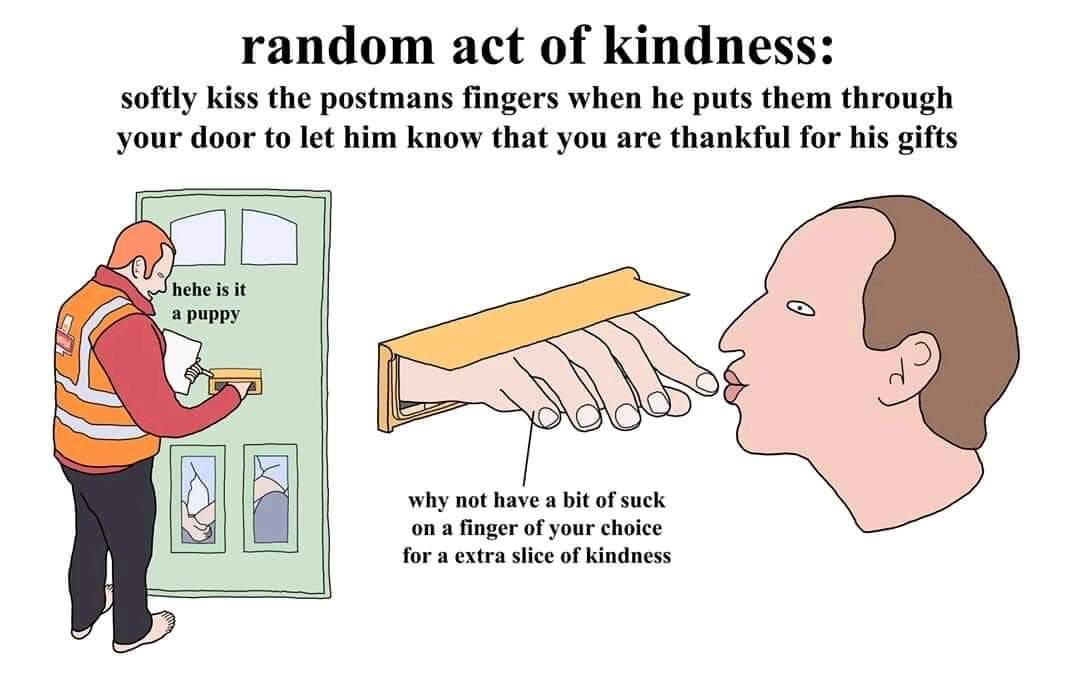 random act of kindness:
softly kiss the postmans fingers when he puts them through
your door to let him know that you are thankful for his gifts
hehe is it
a puppy
why not have a bit of suck
on a finger of your choice
for a extra slice of kindness